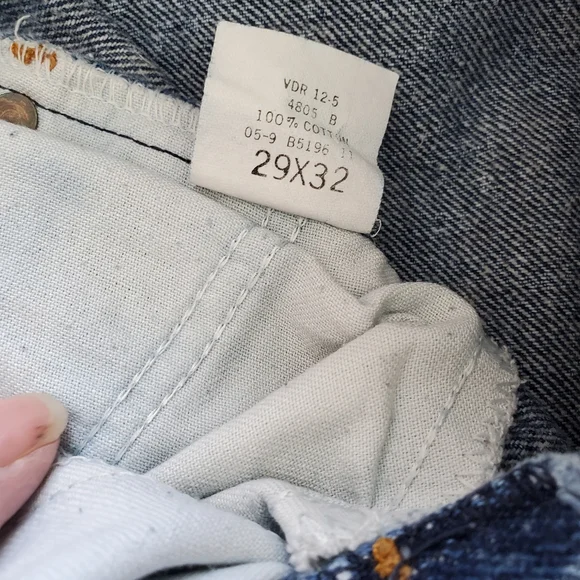 VDR 12-5
4805 B
100% COTTON
05-9 B5196 11
29X32